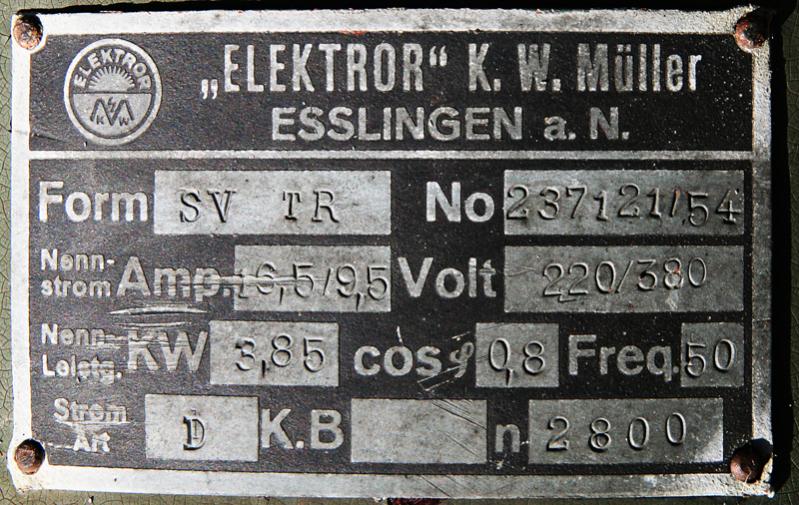 ELEKTROR
KWM
„ELEKTROR“ K. W. Müller
ESSLINGEN a. N.
Form SV TR No 237121/54
Nenn-strom Amp. 16,5/9,5 Volt 220/380
Nenn-Leistg. KW 3,85 cos φ 0,8 Freq. 50
Strom Art D K.B n 2800